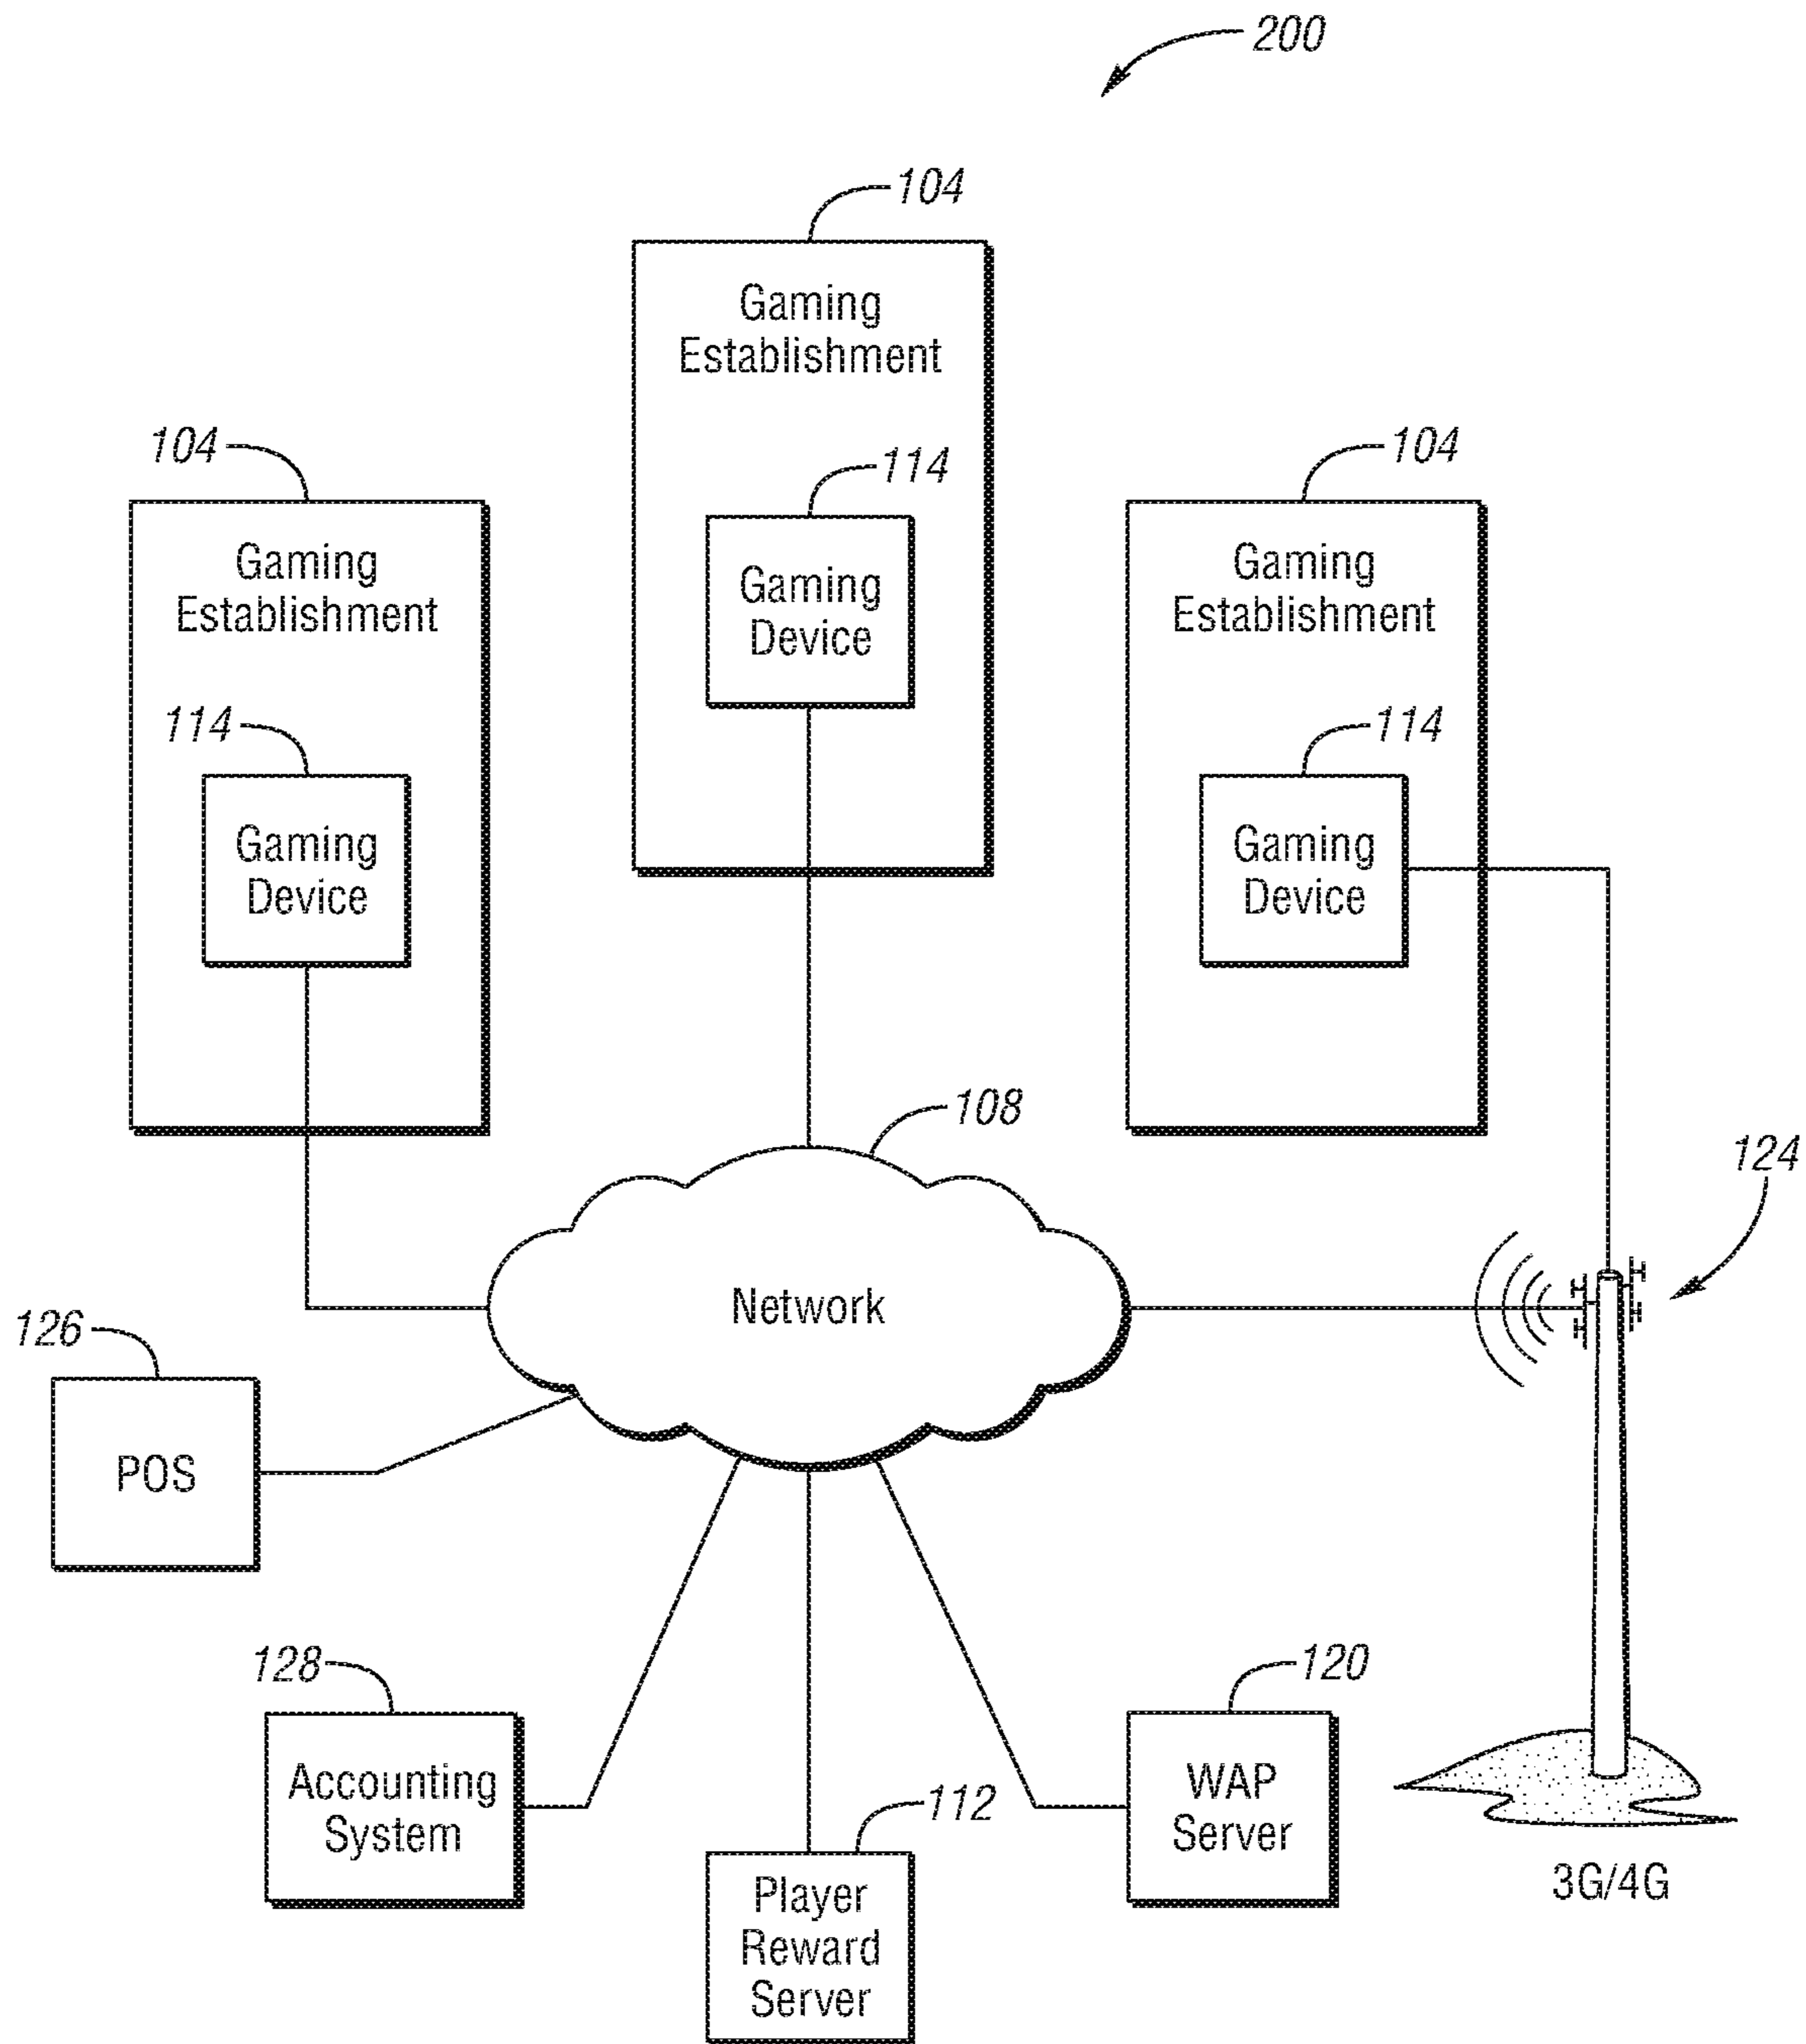 200
104
Gaming
Establishment
114
Gaming
Device
104
Gaming
Establishment
114
Gaming
Device
104
Gaming
Establishment
114
Gaming
Device
108
Network
124
126
POS
128
Accounting
System
112
Player
Reward
Server
120
WAP
Server
3G/4G